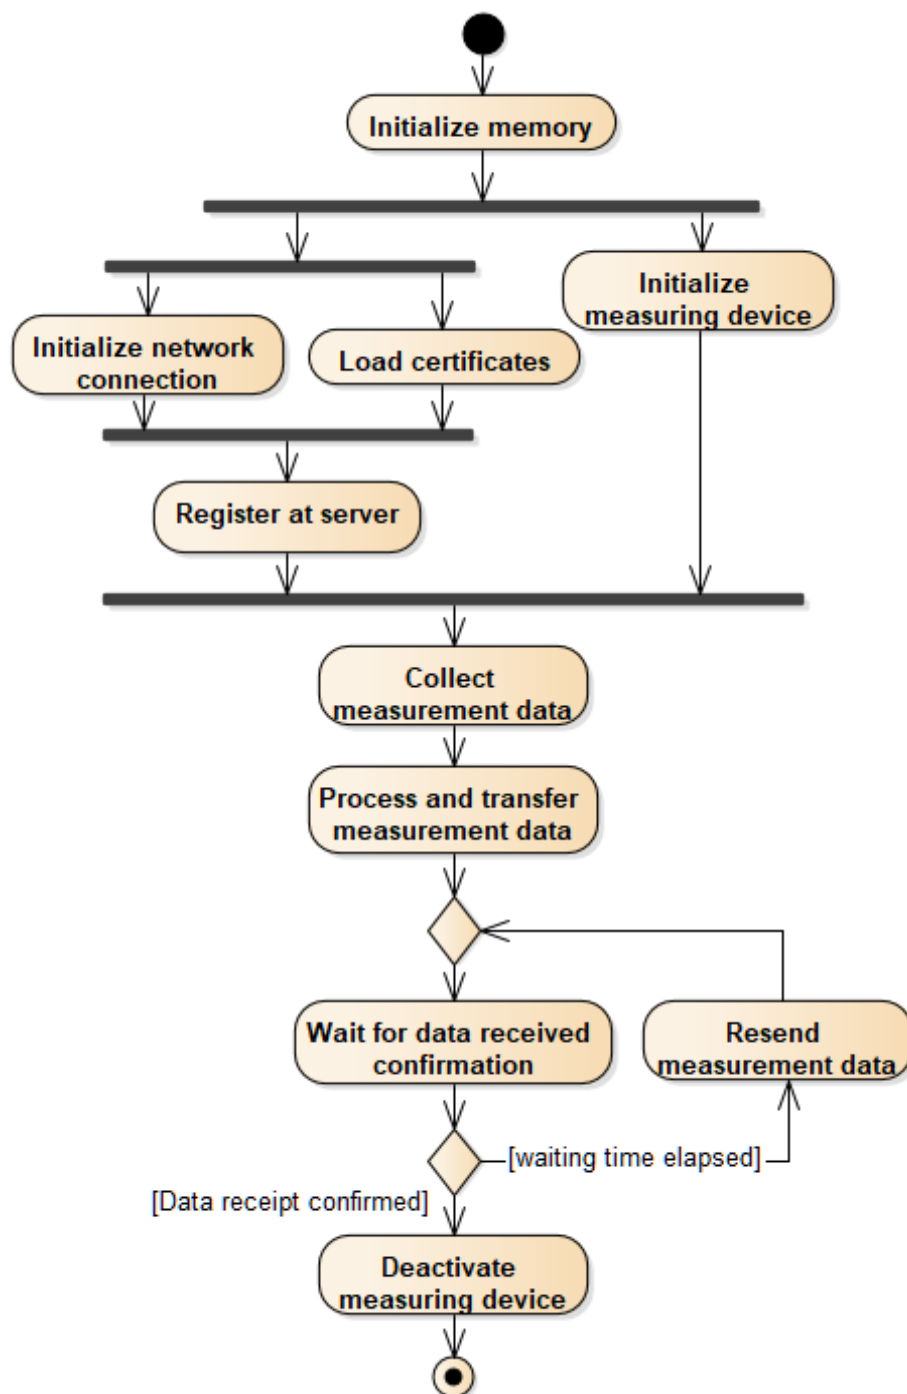 Initialize memory
Initialize
measuring device
Initialize network
connection
Load certificates
Register at server
Collect
measurement data
Process and transfer
measurement data
Wait for data received
confirmation
Resend
measurement data
[waiting time elapsed]
[Data receipt confirmed]
Deactivate
measuring device